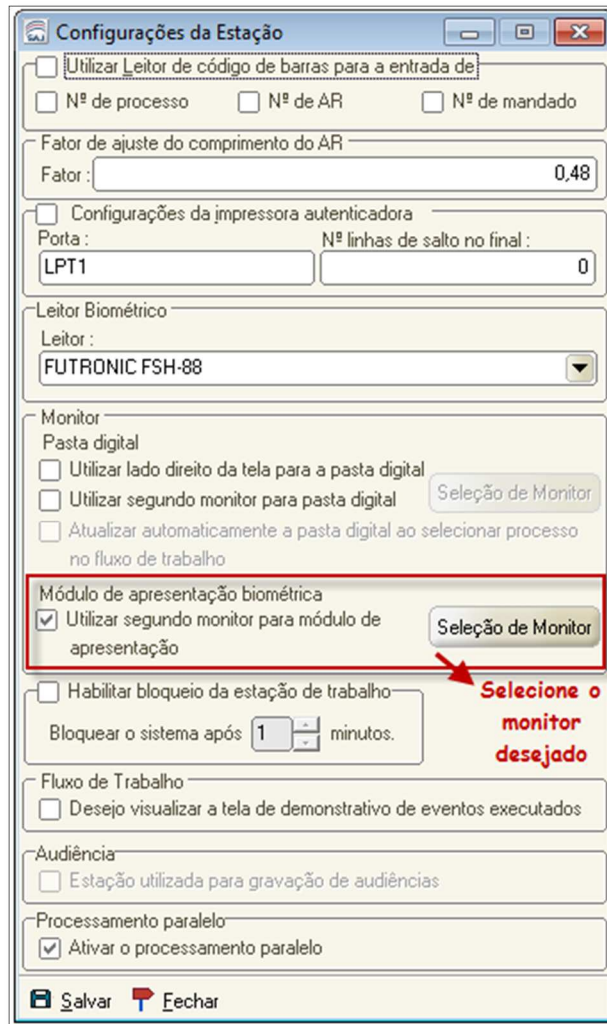 SAJ Configurações da Estação
Utilizar Leitor de código de barras para a entrada de
Nº de processo Nº de AR Nº de mandado
Fator de ajuste do comprimento do AR
Fator : 0,48
Configurações da impressora autenticadora
Porta : Nº linhas de salto no final :
LPT1 0
Leitor Biométrico
Leitor :
FUTRONIC FSH-88
Monitor
Pasta digital
Utilizar lado direito da tela para a pasta digital
Utilizar segundo monitor para pasta digital Seleção de Monitor
Atualizar automaticamente a pasta digital ao selecionar processo
no fluxo de trabalho
Módulo de apresentação biométrica
Utilizar segundo monitor para módulo de Seleção de Monitor
apresentação
Habilitar bloqueio da estação de trabalho
Bloquear o sistema após 1 minutos.
Selecione o
monitor
desejado
Fluxo de Trabalho
Desejo visualizar a tela de demonstrativo de eventos executados
Audiência
Estação utilizada para gravação de audiências
Processamento paralelo
Ativar o processamento paralelo
Salvar Fechar